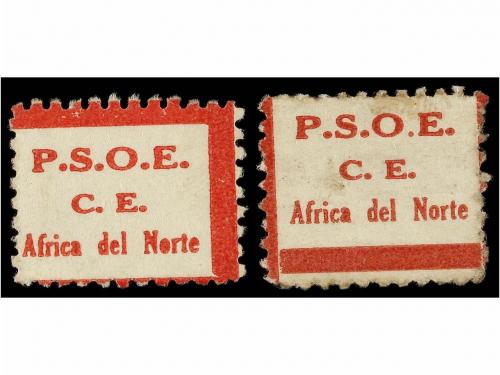 P.S.O.E.
C. E.
Africa del Norte
P.S.O.E.
C. E.
Africa del Norte